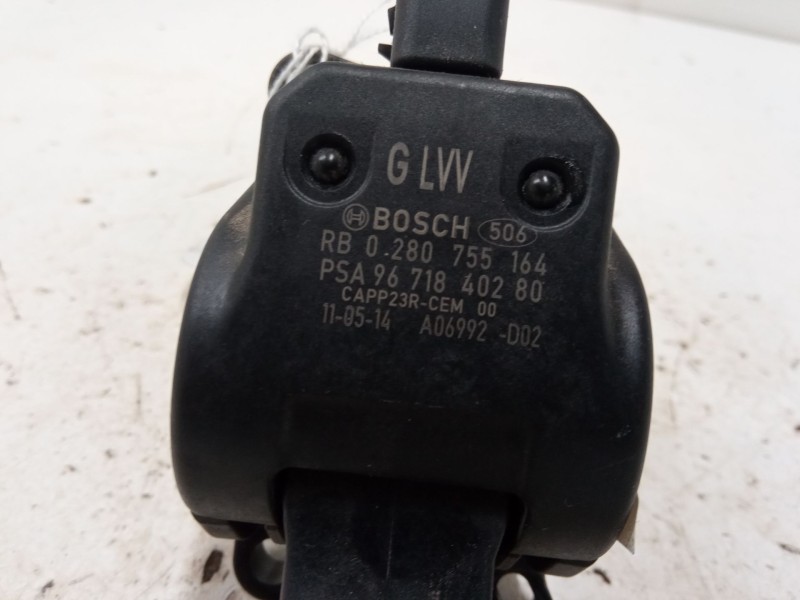 G LVV
BOSCH 506
RB 0 280 755 164
PSA 96 718 402 80
CAPP23R-CEM 00
11-05-14 A06992 -D02